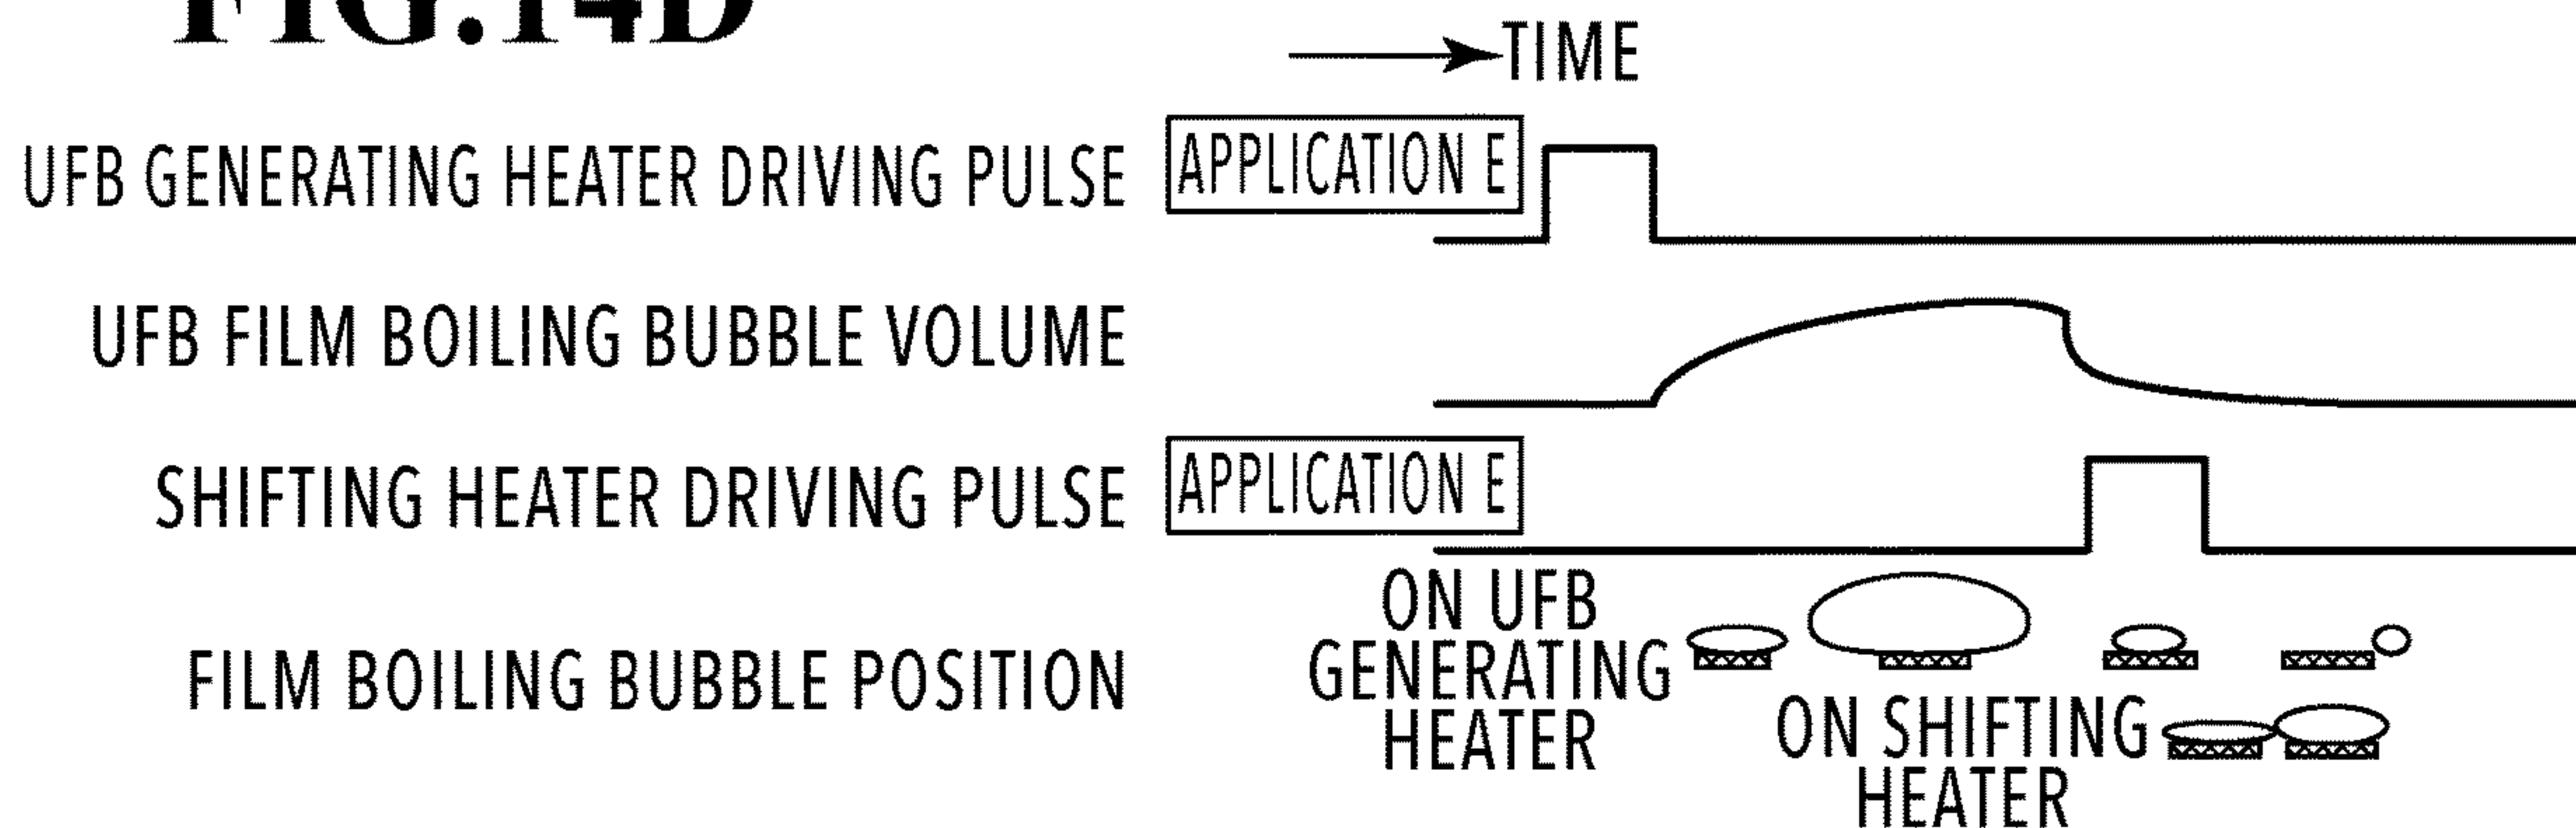 FIG.14D
TIME
UFB GENERATING HEATER DRIVING PULSE
APPLICATION E
UFB FILM BOILING BUBBLE VOLUME
SHIFTING HEATER DRIVING PULSE
APPLICATION E
FILM BOILING BUBBLE POSITION
ON UFB
GENERATING
HEATER
ON SHIFTING
HEATER